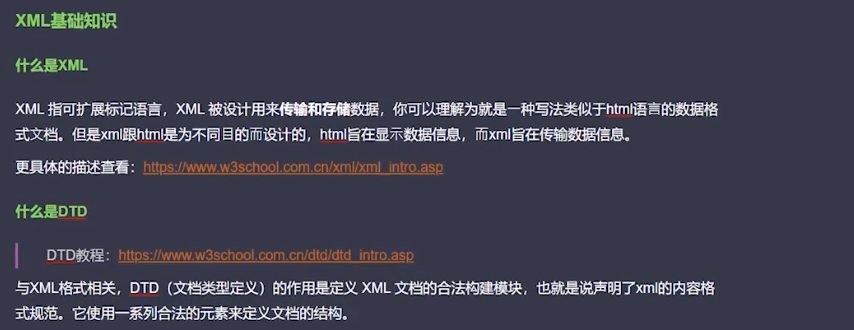 XML基础知识
什么是XML
XML 指可扩展标记语言，XML 被设计用来传输和存储数据，你可以理解为就是一种写法类似于html语言的数据格
式文档。但是xml跟html是为不同目的而设计的，html旨在显示数据信息，而xml旨在传输数据信息。
更具体的描述查看：https://www.w3school.com.cn/xml/xml_intro.asp
什么是DTD
DTD教程：https://www.w3school.com.cn/dtd/dtd_intro.asp
与XML格式相关，DTD（文档类型定义）的作用是定义 XML 文档的合法构建模块，也就是说声明了xml的内容格
式规范。它使用一系列合法的元素来定义文档的结构。